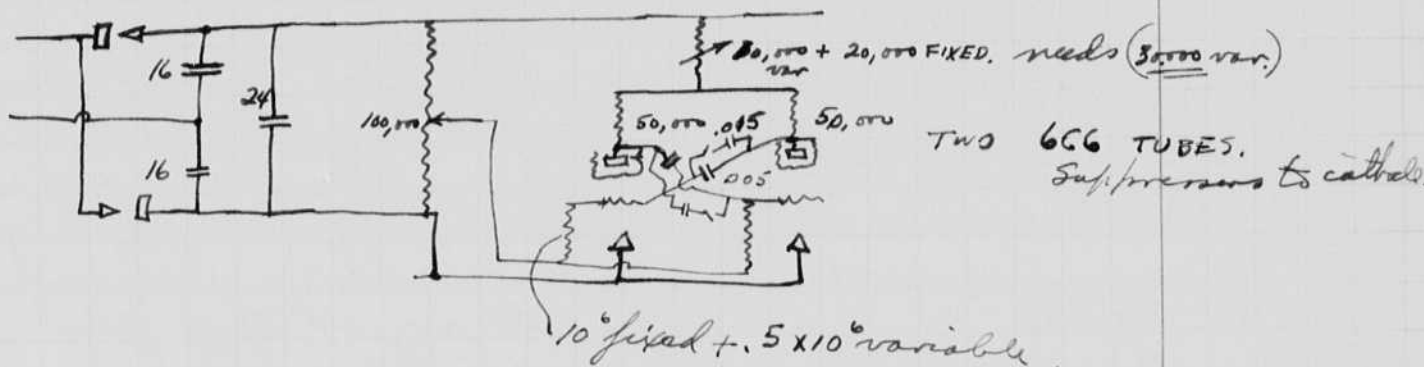 16
16
24
100,000
30,000 + 20,000 FIXED. needs (30,000 var.)
var
50,000
.015
50,000
.005
TWO 6C6 TUBES.
Suppressors to cathode
10⁶ fixed + .5 x 10⁶ variable